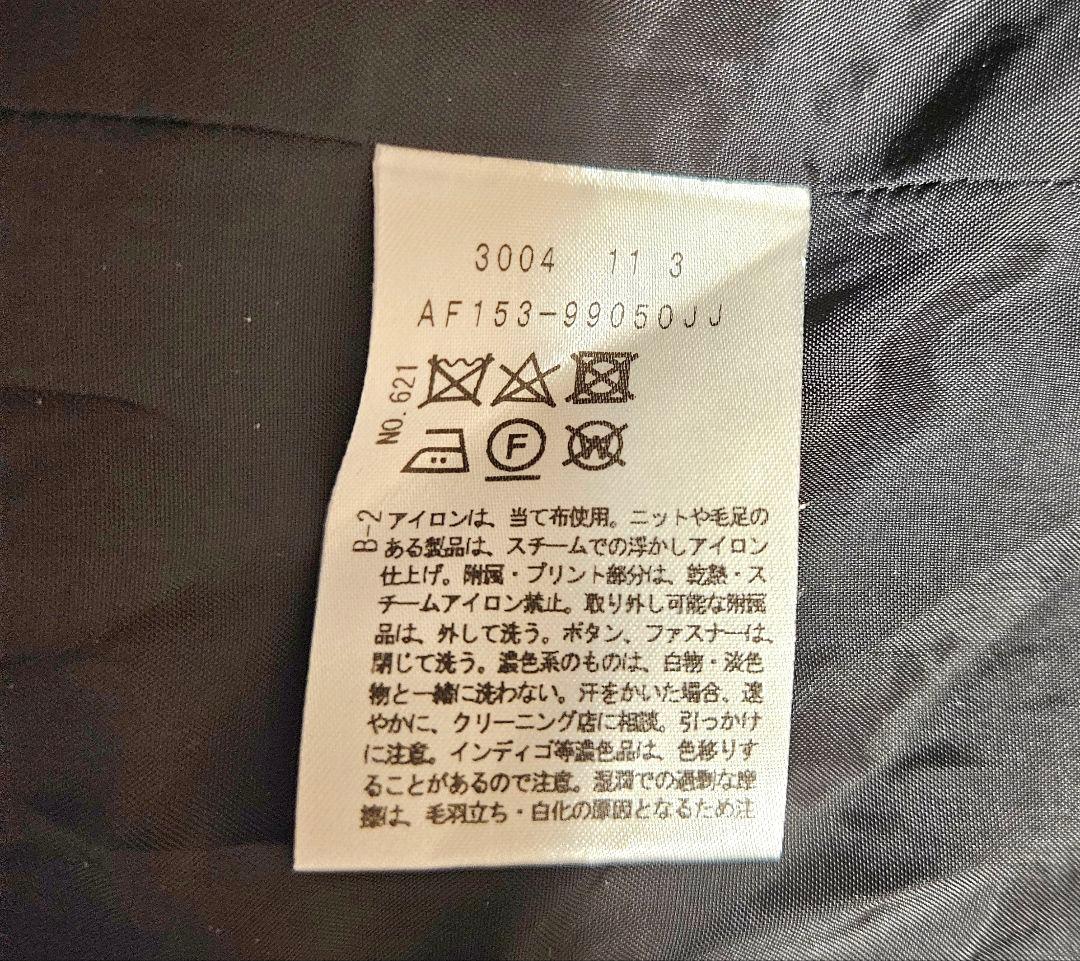 3004 11 3
AF153-99050JJ
NO.621
F
W
B-2
アイロンは、当て布使用。ニットや毛足の
ある製品は、スチームでの浮かしアイロン
仕上げ。附属・プリント部分は、乾熱・ス
チームアイロン禁止。取り外し可能な附属
品は、外して洗う。ボタン、ファスナーは、
閉じて洗う。濃色系のものは、白物・淡色
物と一緒に洗わない。汗をかいた場合、速
やかに、クリーニング店に相談。引っかけ
に注意。インディゴ等濃色品は、色移りす
ることがあるので注意。湿潤での過剰な摩
擦は、毛羽立ち・白化の原因となるため注